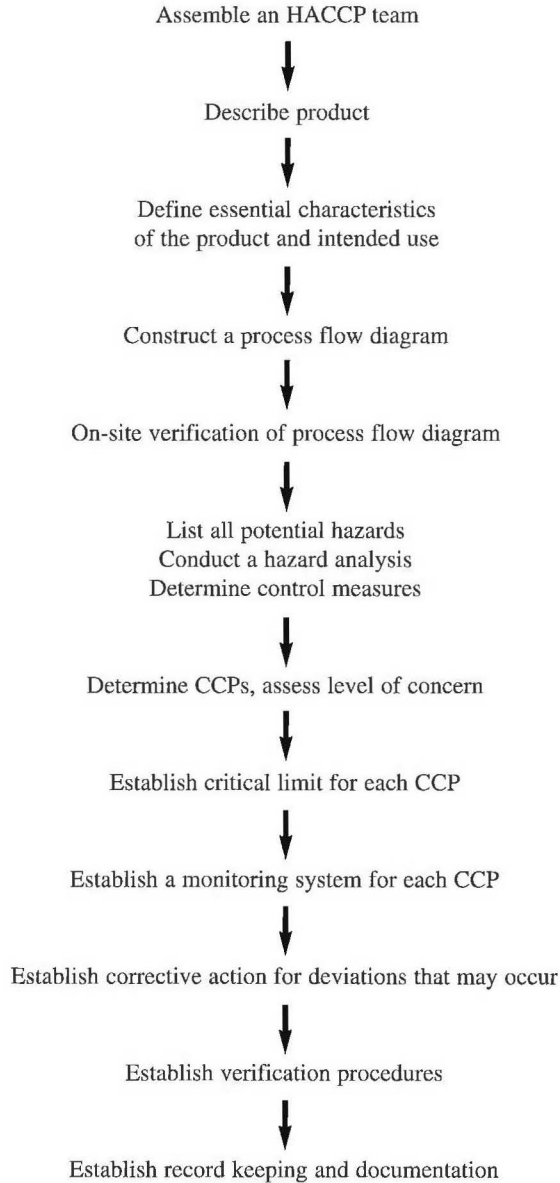 Assemble an HACCP team
Describe product
Define essential characteristics
of the product and intended use
Construct a process flow diagram
On-site verification of process flow diagram
List all potential hazards
Conduct a hazard analysis
Determine control measures
Determine CCPs, assess level of concern
Establish critical limit for each CCP
Establish a monitoring system for each CCP
Establish corrective action for deviations that may occur
Establish verification procedures
Establish record keeping and documentation